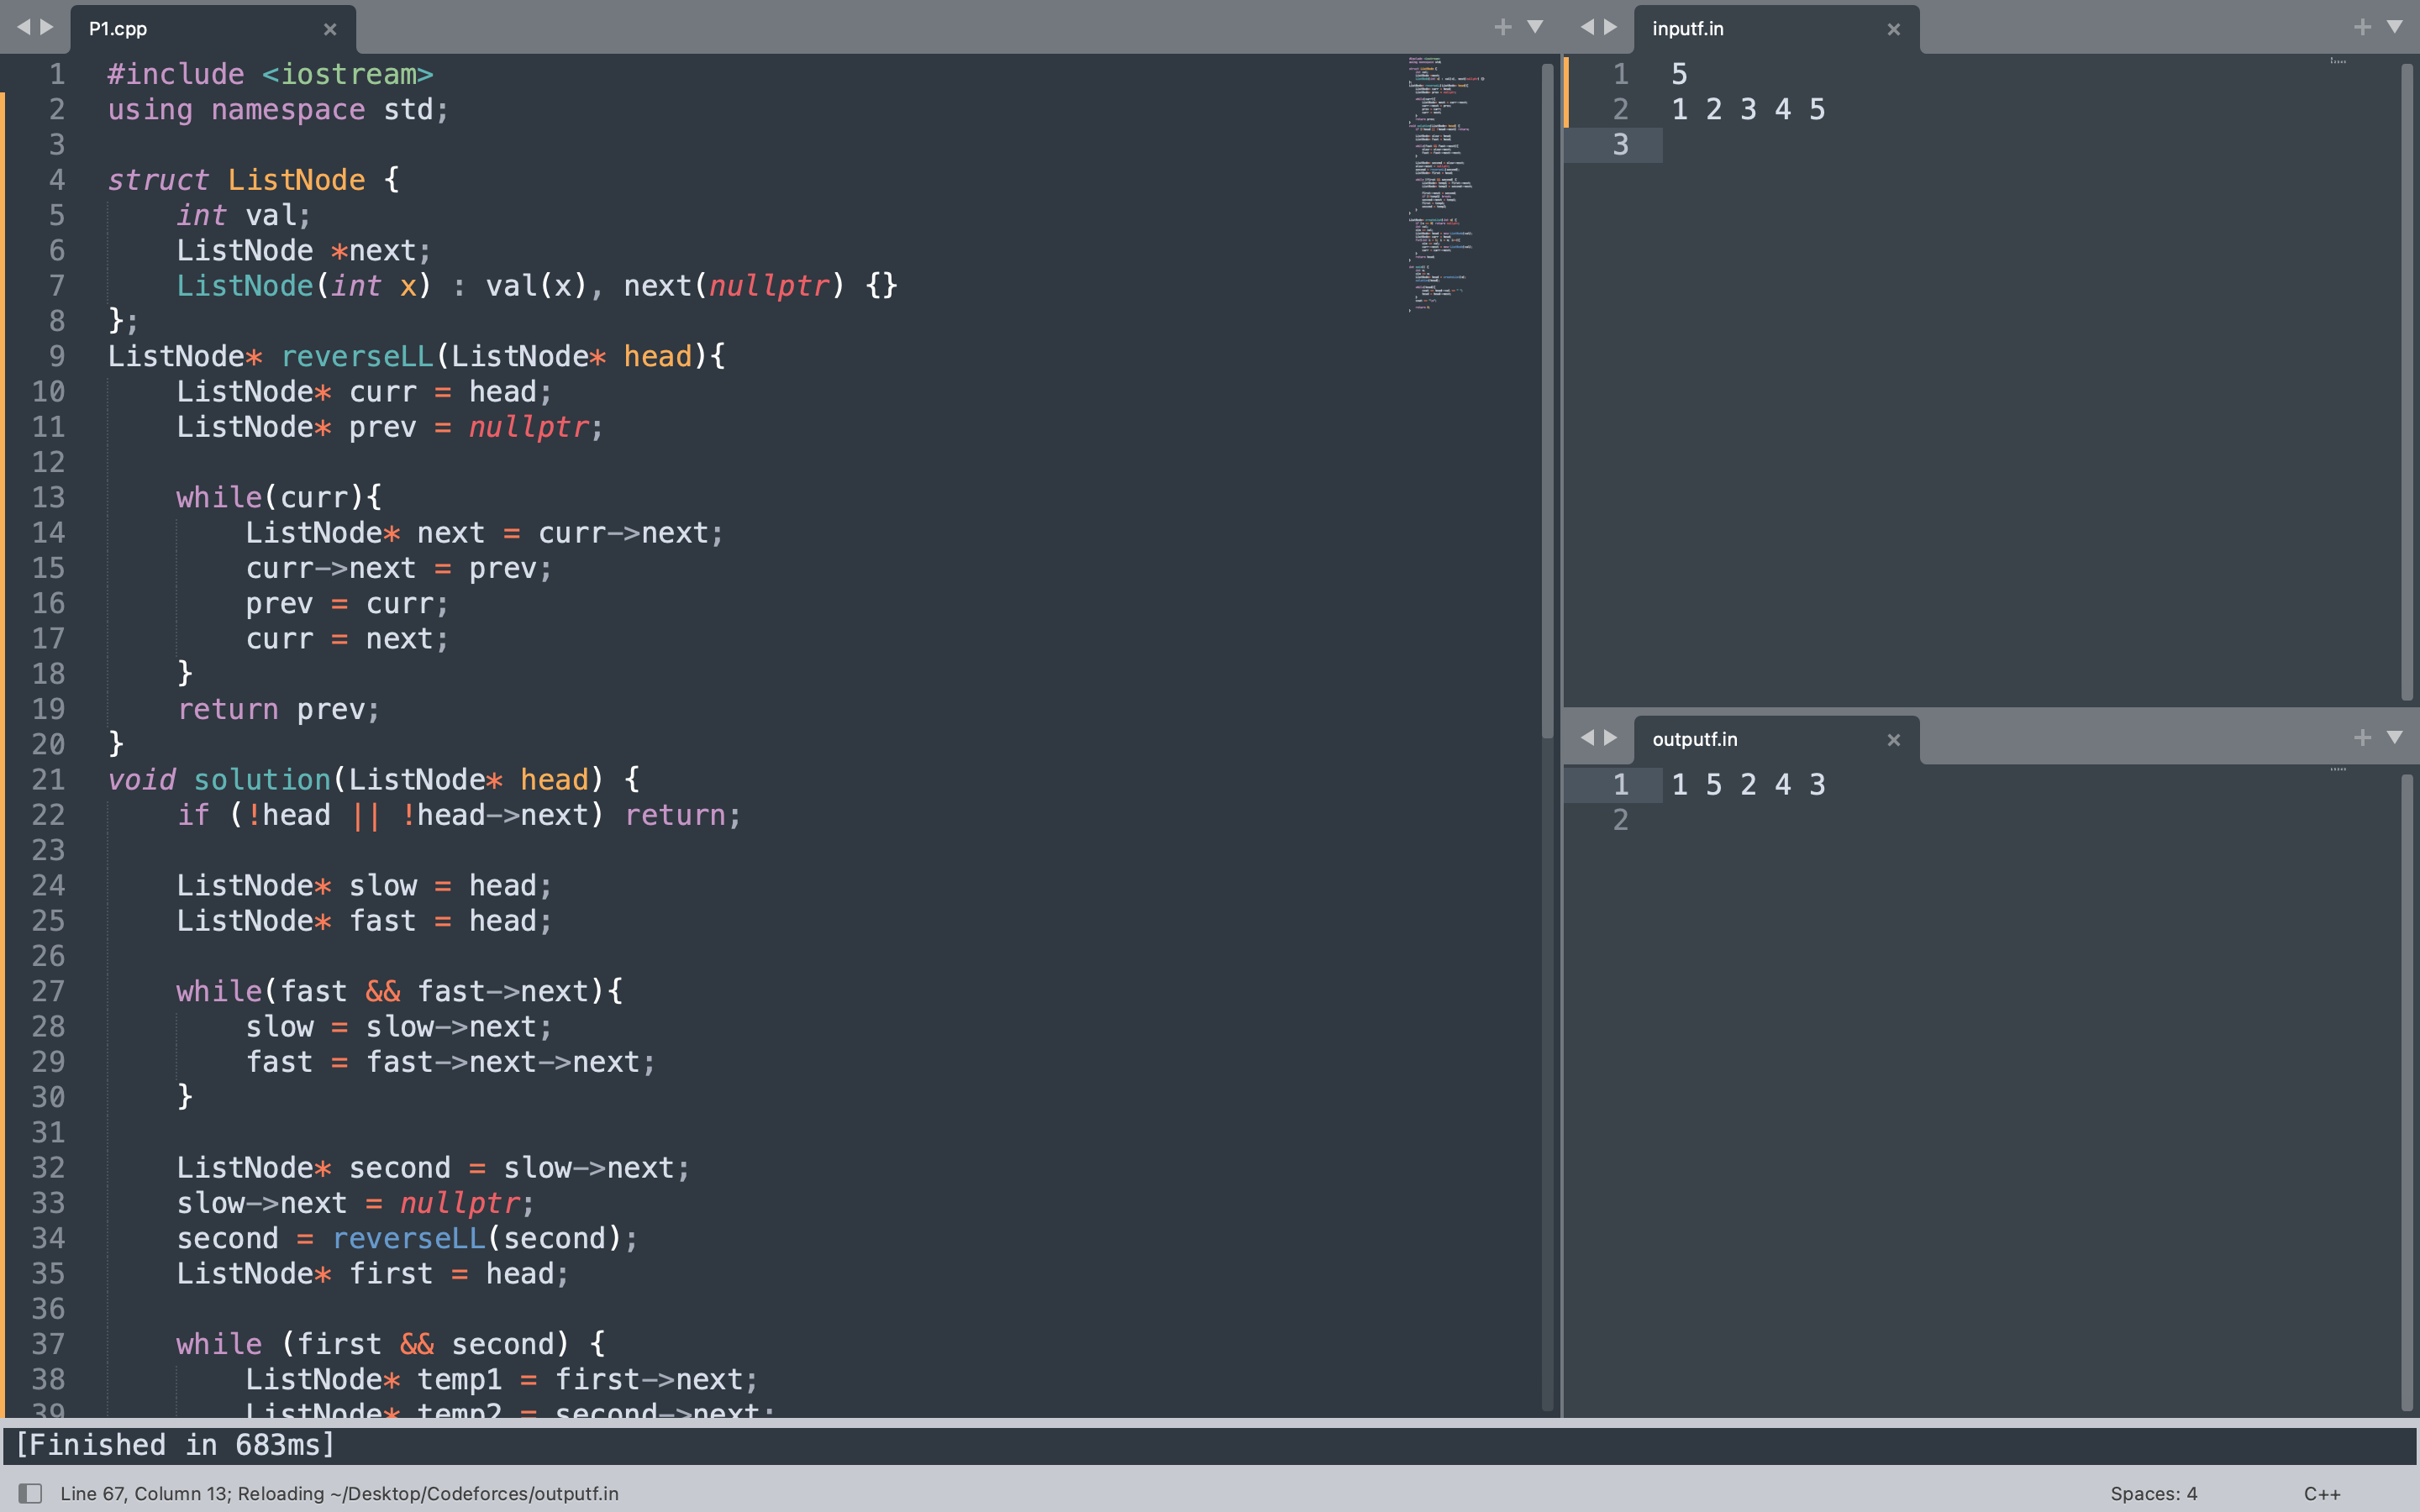 P1.cpp
1 #include <iostream>
2 using namespace std;
3
4 struct ListNode {
5     int val;
6     ListNode *next;
7     ListNode(int x) : val(x), next(nullptr) {}
8 };
9 ListNode* reverseLL(ListNode* head){
10     ListNode* curr = head;
11     ListNode* prev = nullptr;
12
13     while(curr){
14         ListNode* next = curr->next;
15         curr->next = prev;
16         prev = curr;
17         curr = next;
18     }
19     return prev;
20 }
21 void solution(ListNode* head) {
22     if (!head || !head->next) return;
23
24     ListNode* slow = head;
25     ListNode* fast = head;
26
27     while(fast && fast->next){
28         slow = slow->next;
29         fast = fast->next->next;
30     }
31
32     ListNode* second = slow->next;
33     slow->next = nullptr;
34     second = reverseLL(second);
35     ListNode* first = head;
36
37     while (first && second) {
38         ListNode* temp1 = first->next;
39         ListNode* temp2 = second->next;
inputf.in
1 5
2 1 2 3 4 5
3
outputf.in
1 1 5 2 4 3
2
[Finished in 683ms]
Line 67, Column 13; Reloading ~/Desktop/Codeforces/outputf.in
Spaces: 4
C++